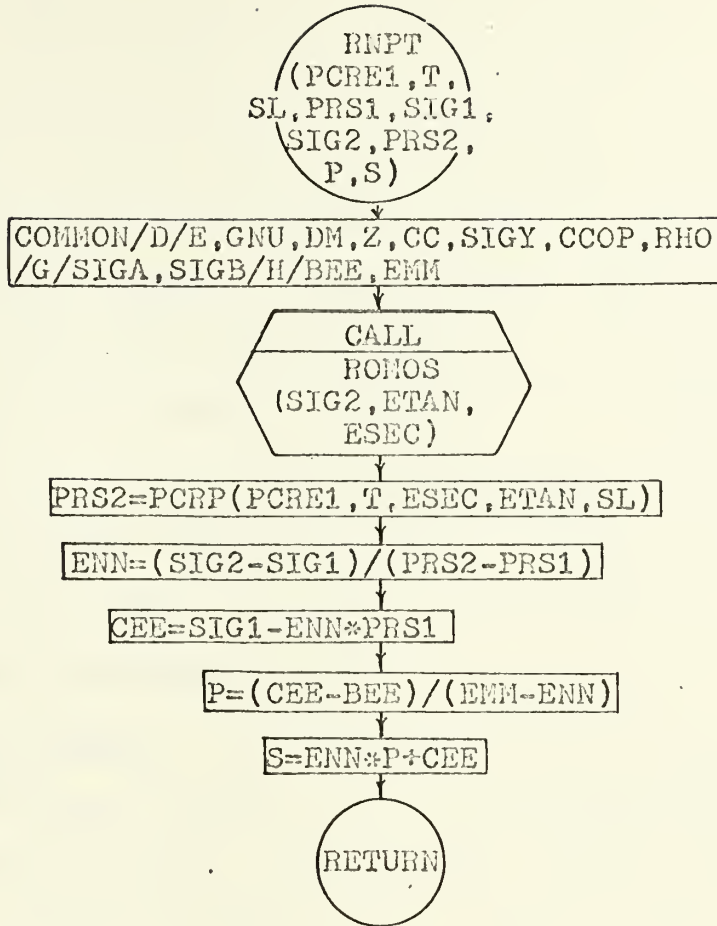 RNPT
(PCRE1,T,
SL,PRS1,SIG1,
SIG2,PRS2,
P,S)
COMMON/D/E,GNU,DM,Z,CC,SIGY,CCOP,RHO
/G/SIGA,SIGB/H/BEE,EMM
CALL
ROMOS
(SIG2,ETAN,
ESEC)
PRS2=PCRP(PCRE1,T,ESEC,ETAN,SL)
ENN=(SIG2-SIG1)/(PRS2-PRS1)
CEE=SIG1-ENN*PRS1
P=(CEE-BEE)/(EMM-ENN)
S=ENN*P+CEE
RETURN